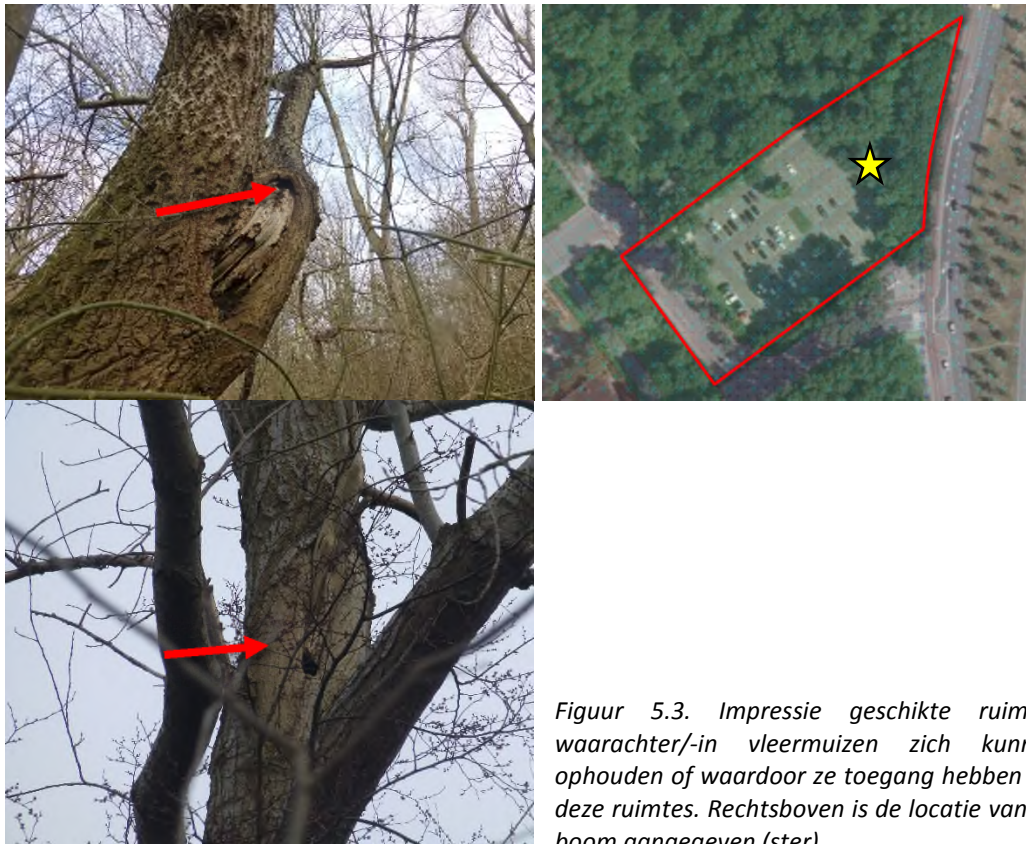 Figuur 5.3. Impressie geschikte ruim
waarachter/-in vleermuizen zich kunn
ophouden of waardoor ze toegang hebben
deze ruimtes. Rechtsboven is de locatie van
boom aangegeven (ster)